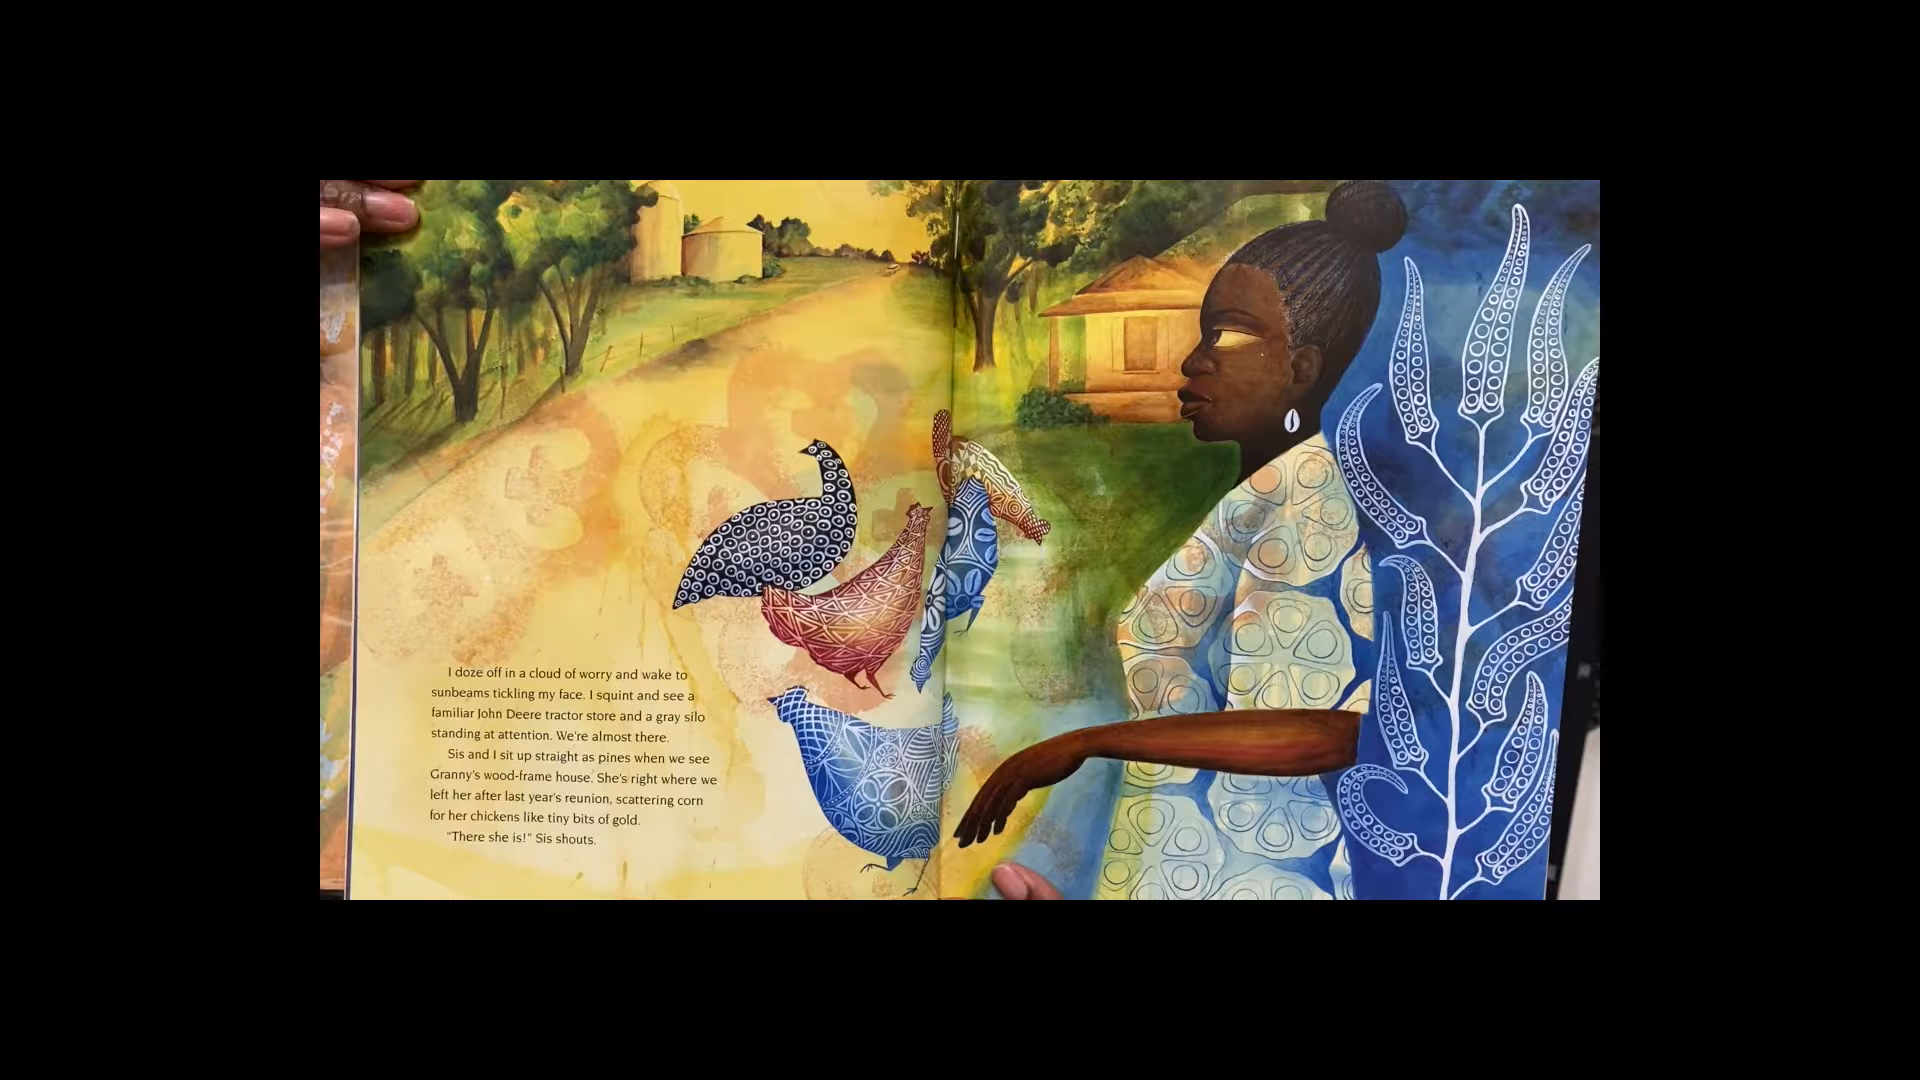 I doze off in a cloud of worry and wake to
sunbeams tickling my face. I squint and see a
familiar John Deere tractor store and a gray silo
standing at attention. We're almost there.
Sis and I sit up straight as pines when we see
Granny's wood-frame house. She's right where we
left her after last year's reunion, scattering corn
for her chickens like tiny bits of gold.
"There she is!" Sis shouts.